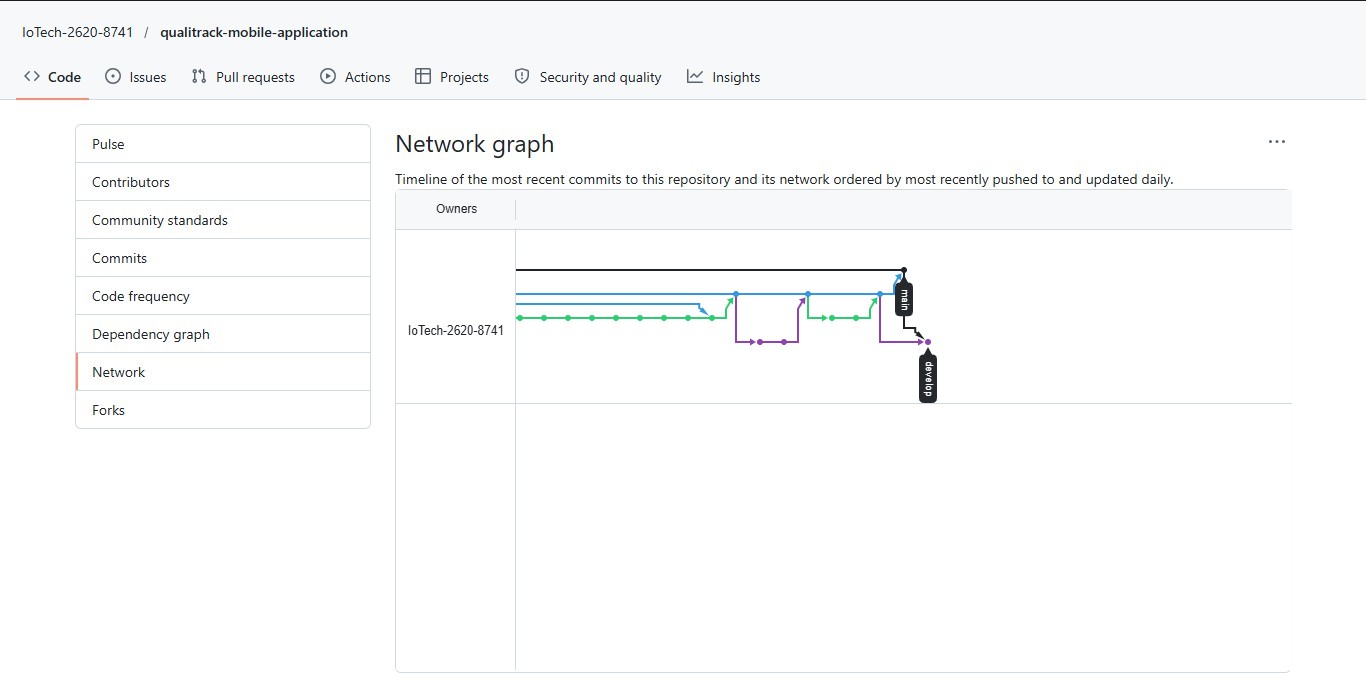 IoTech-2620-8741 / qualitrack-mobile-application
Code Issues Pull requests Actions Projects Security and quality Insights
Pulse
Contributors
Community standards
Commits
Code frequency
Dependency graph
Network
Forks
Network graph
Timeline of the most recent commits to this repository and its network ordered by most recently pushed to and updated daily.
Owners
IoTech-2620-8741
main
develop